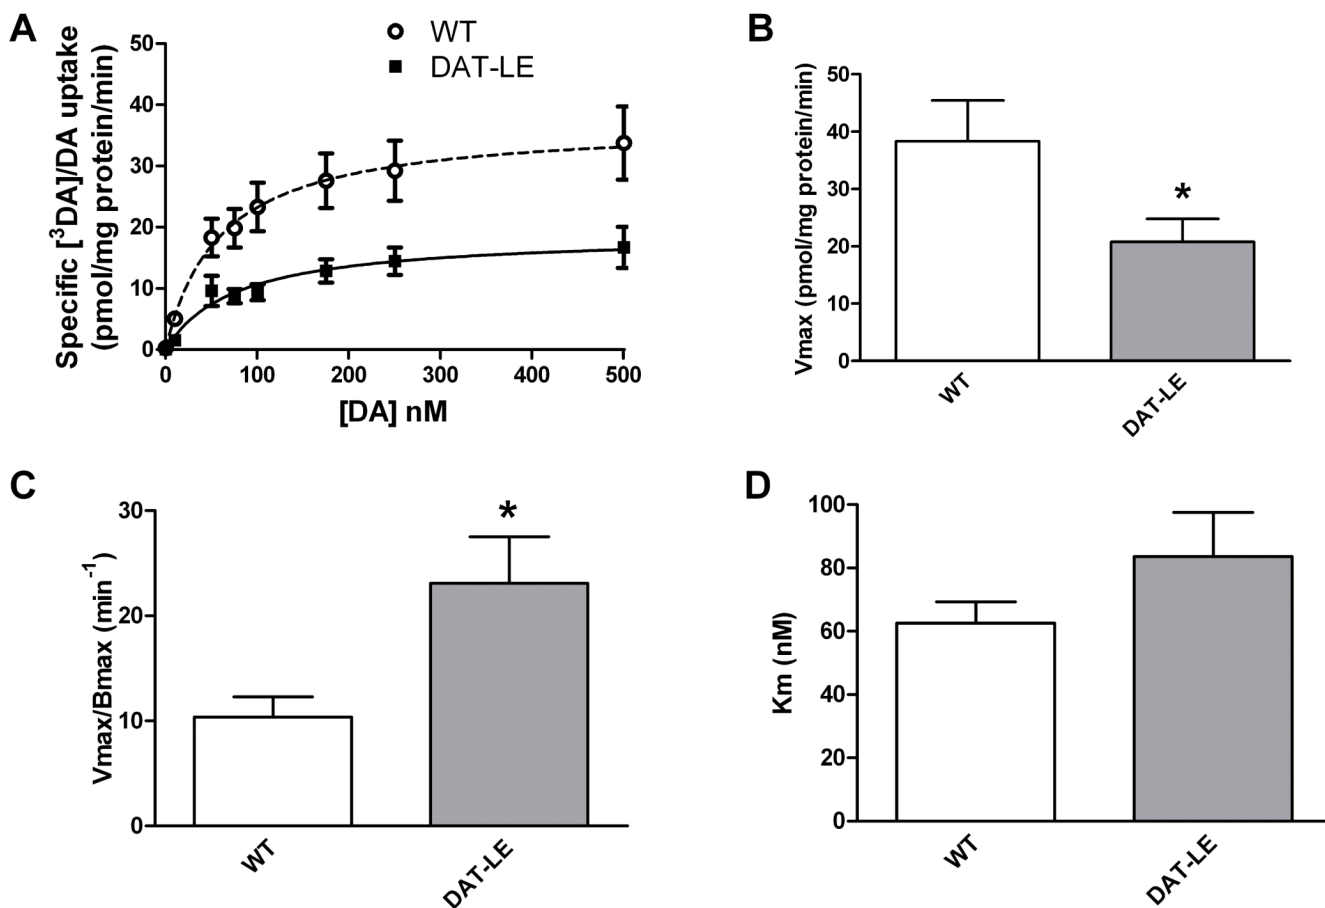 A
Specific [³DA]/DA uptake
(pmol/mg protein/min)
50
40
30
20
10
0
0
100
200
300
400
500
[DA] nM
WT
DAT-LE
B
Vmax (pmol/mg protein/min)
50
40
30
20
10
0
*
WT
DAT-LE
C
Vmax/Bmax (min⁻¹)
30
20
10
0
*
WT
DAT-LE
D
Km (nM)
100
80
60
40
20
0
WT
DAT-LE